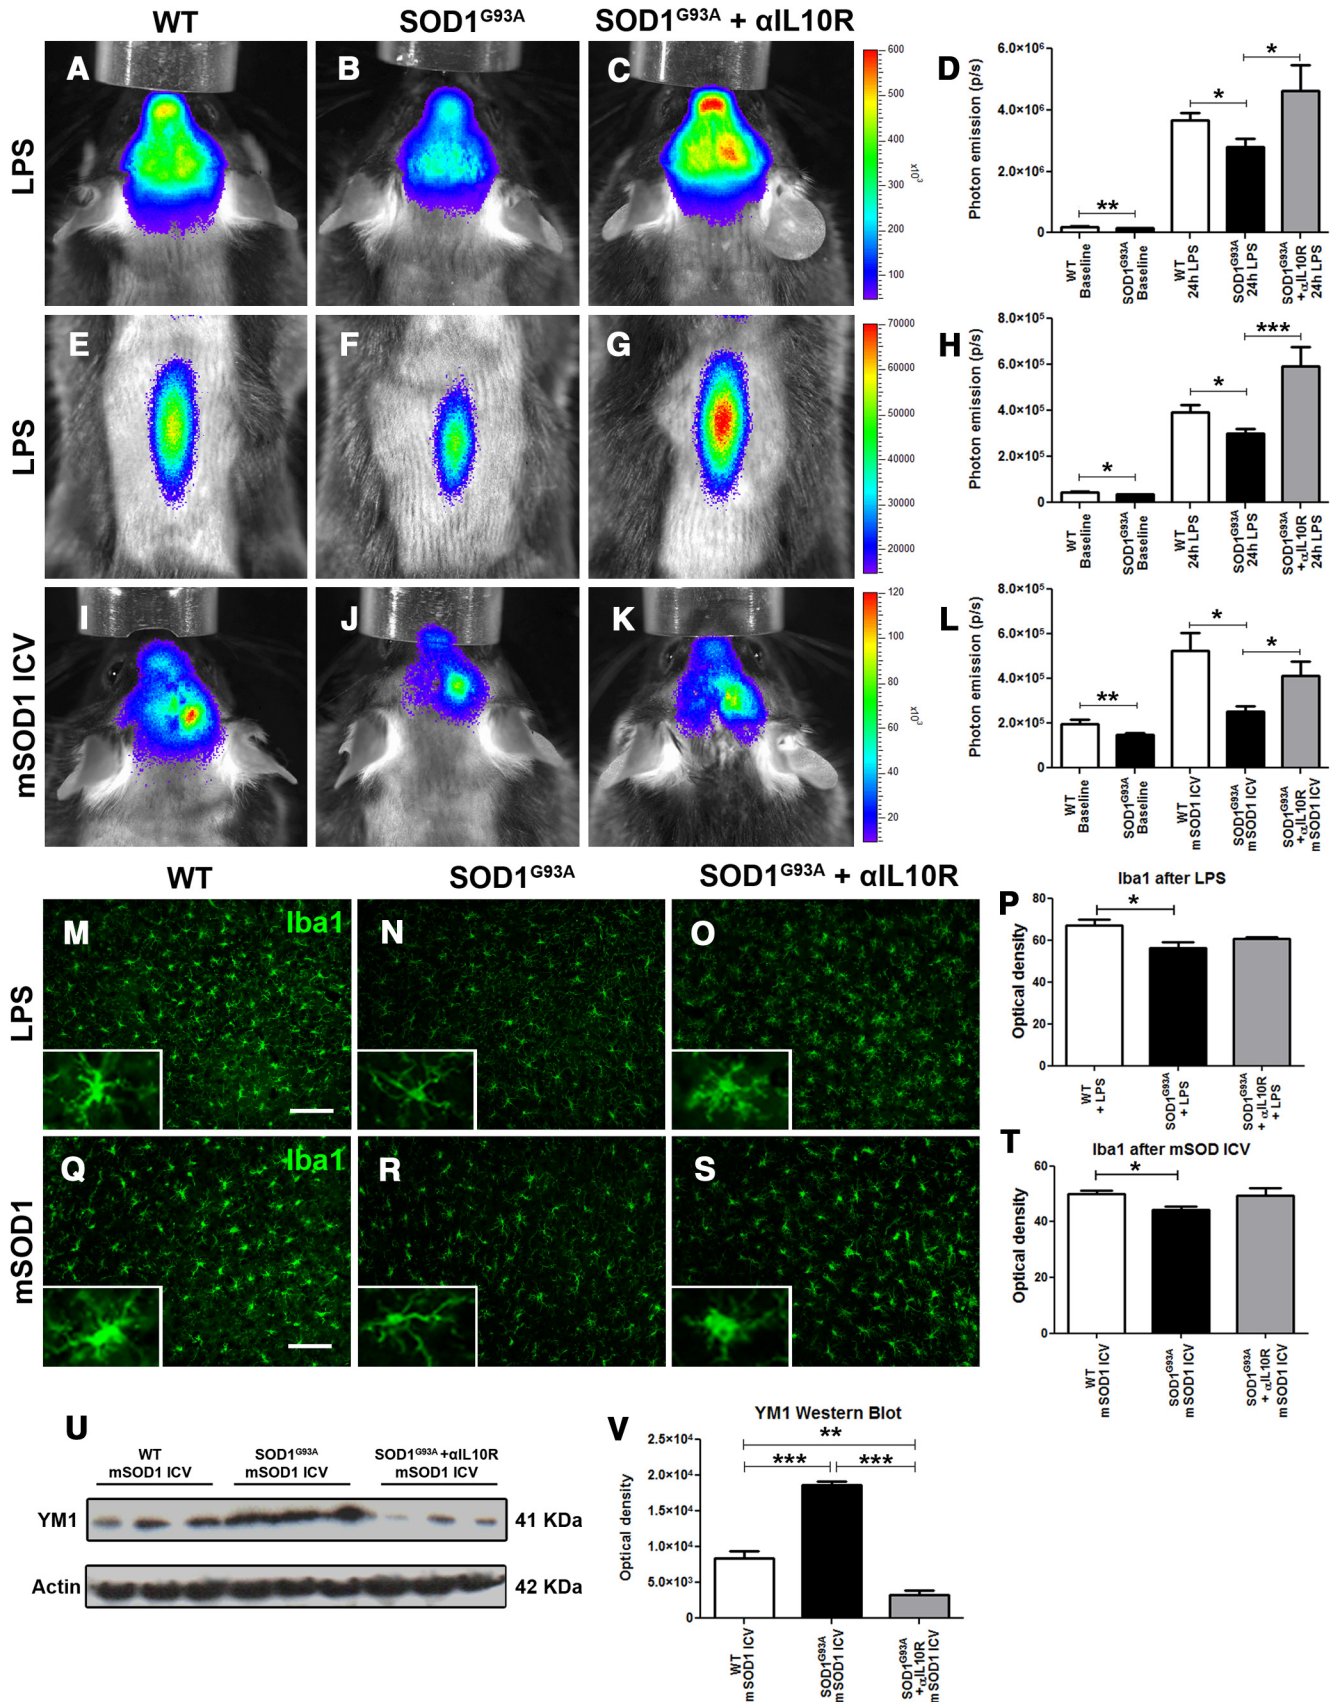 WT SOD1G93A SOD1G93A + αIL10R
LPS
A
B
C
600
500
400
300
200
100
x10³
D
Photon emission (p/s)
6.0×10⁶
4.0×10⁶
2.0×10⁶
0
**
*
*
WT Baseline
SOD1G93A Baseline
WT 24h LPS
SOD1G93A 24h LPS
SOD1G93A +αIL10R 24h LPS
LPS
E
F
G
70000
60000
50000
40000
30000
20000
H
Photon emission (p/s)
8.0×10⁵
6.0×10⁵
4.0×10⁵
2.0×10⁵
0
*
*
***
WT Baseline
SOD1G93A Baseline
WT 24h LPS
SOD1G93A 24h LPS
SOD1G93A +αIL10R 24h LPS
mSOD1 ICV
I
J
K
120
100
80
60
40
20
x10³
L
Photon emission (p/s)
8.0×10⁵
6.0×10⁵
4.0×10⁵
2.0×10⁵
0
**
*
*
WT Baseline
SOD1G93A Baseline
WT mSOD1 ICV
SOD1G93A mSOD1 ICV
SOD1G93A +αIL10R mSOD1 ICV
WT SOD1G93A SOD1G93A + αIL10R
LPS
M
Iba1
N
O
P
Iba1 after LPS
Optical density
80
60
40
20
0
*
WT + LPS
SOD1G93A + LPS
SOD1G93A + αIL10R + LPS
mSOD1
Q
Iba1
R
S
T
Iba1 after mSOD ICV
Optical density
60
40
20
0
*
WT mSOD1 ICV
SOD1G93A mSOD1 ICV
SOD1G93A + αIL10R mSOD1 ICV
U
WT mSOD1 ICV
SOD1G93A mSOD1 ICV
SOD1G93A +αIL10R mSOD1 ICV
YM1 41 KDa
Actin 42 KDa
V
YM1 Western Blot
Optical density
2.5×10⁴
2.0×10⁴
1.5×10⁴
1.0×10⁴
5.0×10³
0
**
***
***
WT mSOD1 ICV
SOD1G93A mSOD1 ICV
SOD1G93A +αIL10R mSOD1 ICV